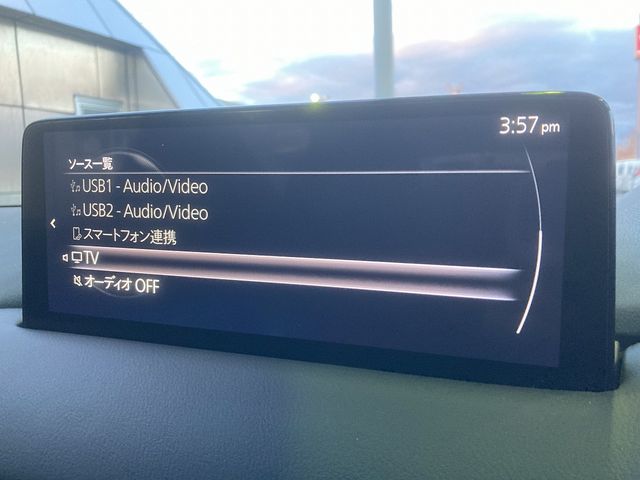 3:57 pm
ソース一覧
USB1 - Audio/Video
USB2 - Audio/Video
スマートフォン連携
TV
オーディオ OFF